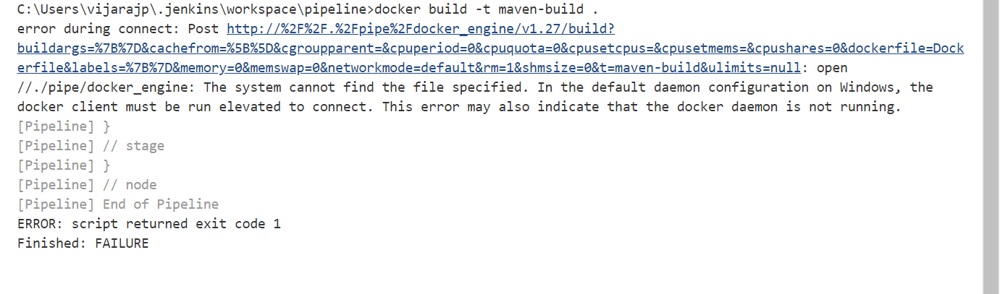 C:\Users\vijarajp\.jenkins\workspace\pipeline>docker build -t maven-build .
error during connect: Post http://%2F%2F.%2Fpipe%2Fdocker_engine/v1.27/build?
buildargs=%7B%7D&cachefrom=%5B%5D&cgroupparent=&cpuperiod=0&cpuquota=0&cpusetcpus=&cpusetmems=&cpushares=0&dockerfile=Dock
erfile&labels=%7B%7D&memory=0&memswap=0&networkmode=default&rm=1&shmsize=0&t=maven-build&ulimits=null: open
//./pipe/docker_engine: The system cannot find the file specified. In the default daemon configuration on Windows, the
docker client must be run elevated to connect. This error may also indicate that the docker daemon is not running.
[Pipeline] }
[Pipeline] // stage
[Pipeline] }
[Pipeline] // node
[Pipeline] End of Pipeline
ERROR: script returned exit code 1
Finished: FAILURE